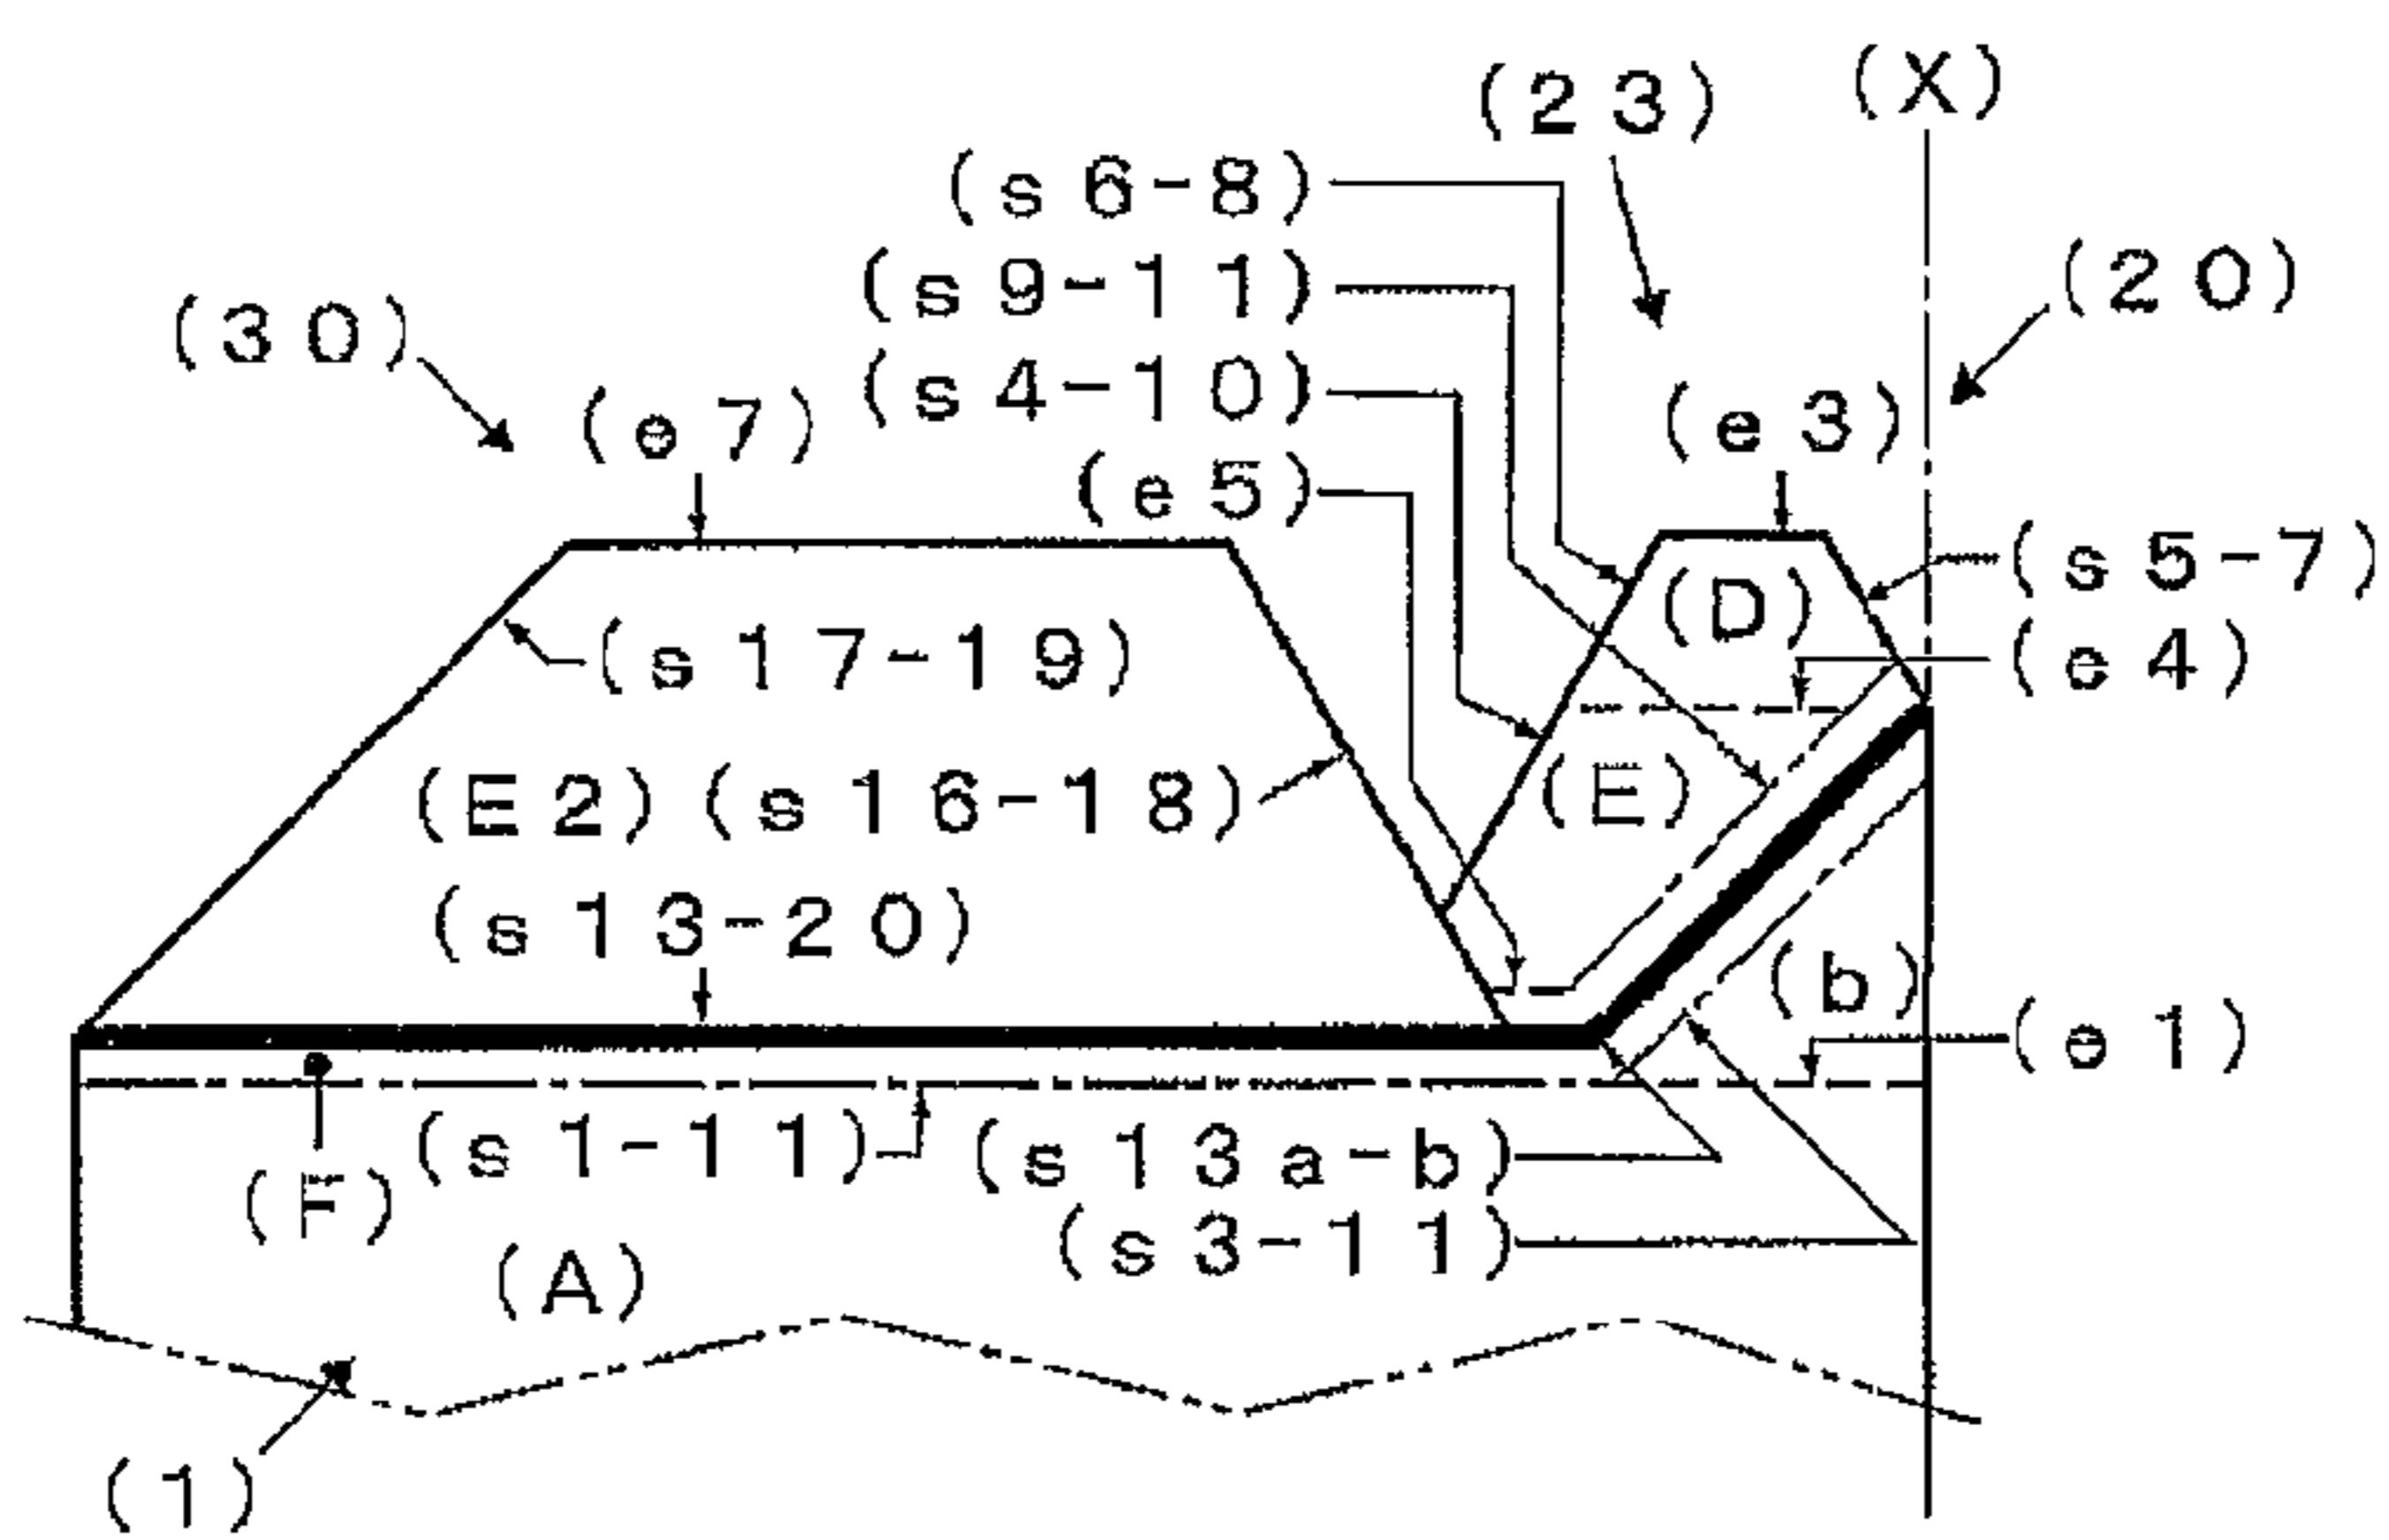 (X)
(23)
(s6-8)
(s9-11)
(20)
(30)
(s4-10)
(e7)
(e3)
(e5)
(s5-7)
(D)
(s17-19)
(e4)
(E2)(s16-18)
(E)
(s13-20)
(b)
(e1)
(s1-11)
(s13a-b)
(F)
(s3-11)
(A)
(1)